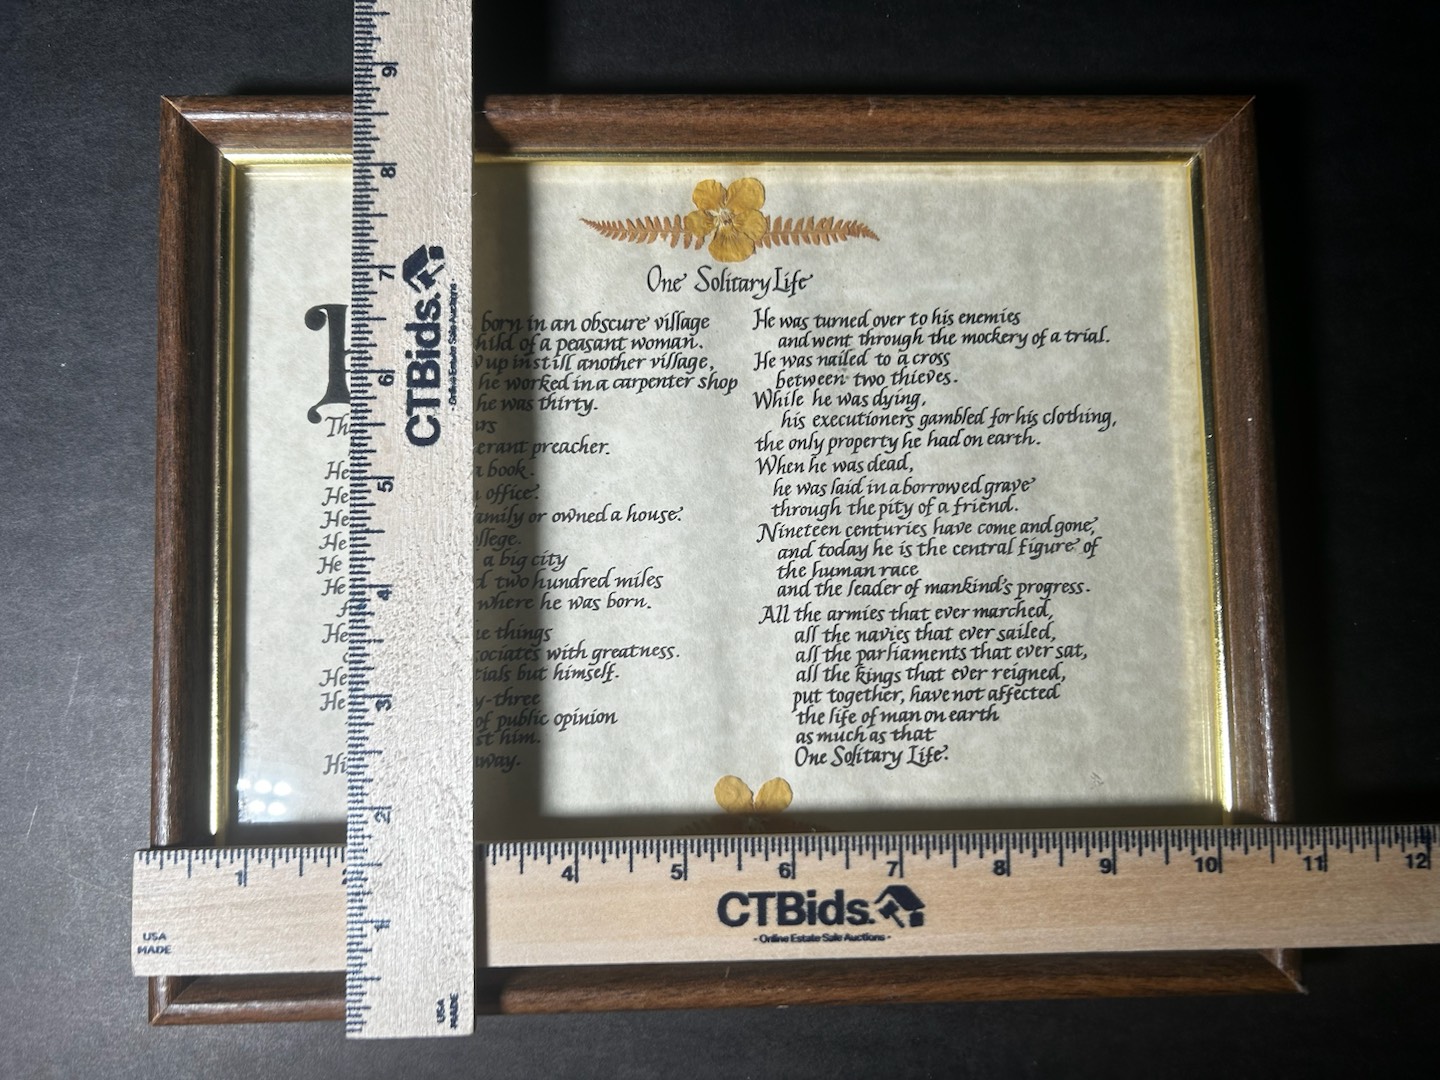 One Solitary Life
born in an obscure village
child of a peasant woman.
up in still another village,
he worked in a carpenter shop
he was thirty.
Th
erant preacher.
He
a book.
He
office.
He
family or owned a house.
He
He
a big city
He
two hundred miles
where he was born.
He
things
with greatness.
He
but himself.
He
y-three
of public opinion
him.
Hi
away.
He was turned over to his enemies
and went through the mockery of a trial.
He was nailed to a cross
between two thieves.
While he was dying,
his executioners gambled for his clothing,
the only property he had on earth.
When he was dead,
he was laid in a borrowed grave
through the pity of a friend.
Nineteen centuries have come and gone,
and today he is the central figure of
the human race
and the leader of mankind's progress.
All the armies that ever marched,
all the navies that ever sailed,
all the parliaments that ever sat,
all the kings that ever reigned,
put together, have not affected
the life of man on earth
as much as that
One Solitary Life.
9
8
7
6
5
4
3
2
1
CTBids.
- Online Estate Sale Auctions -
USA
MADE
1
4
5
6
7
8
9
10
11
12
CTBids.
- Online Estate Sale Auctions -
USA
MADE